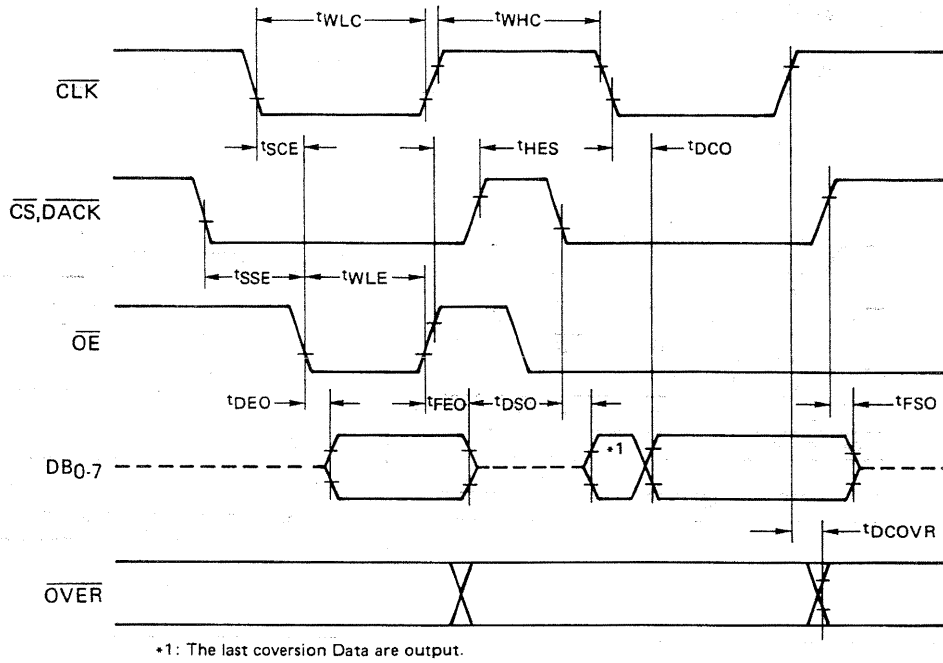 tWLC tWHC
CLK
tSCE tHES tDCO
CS,DACK
tSSE tWLE
OE
tDEO tFEO tDSO tFSO
*1
DB0-7
tDCOVR
OVER
*1: The last coversion Data are output.